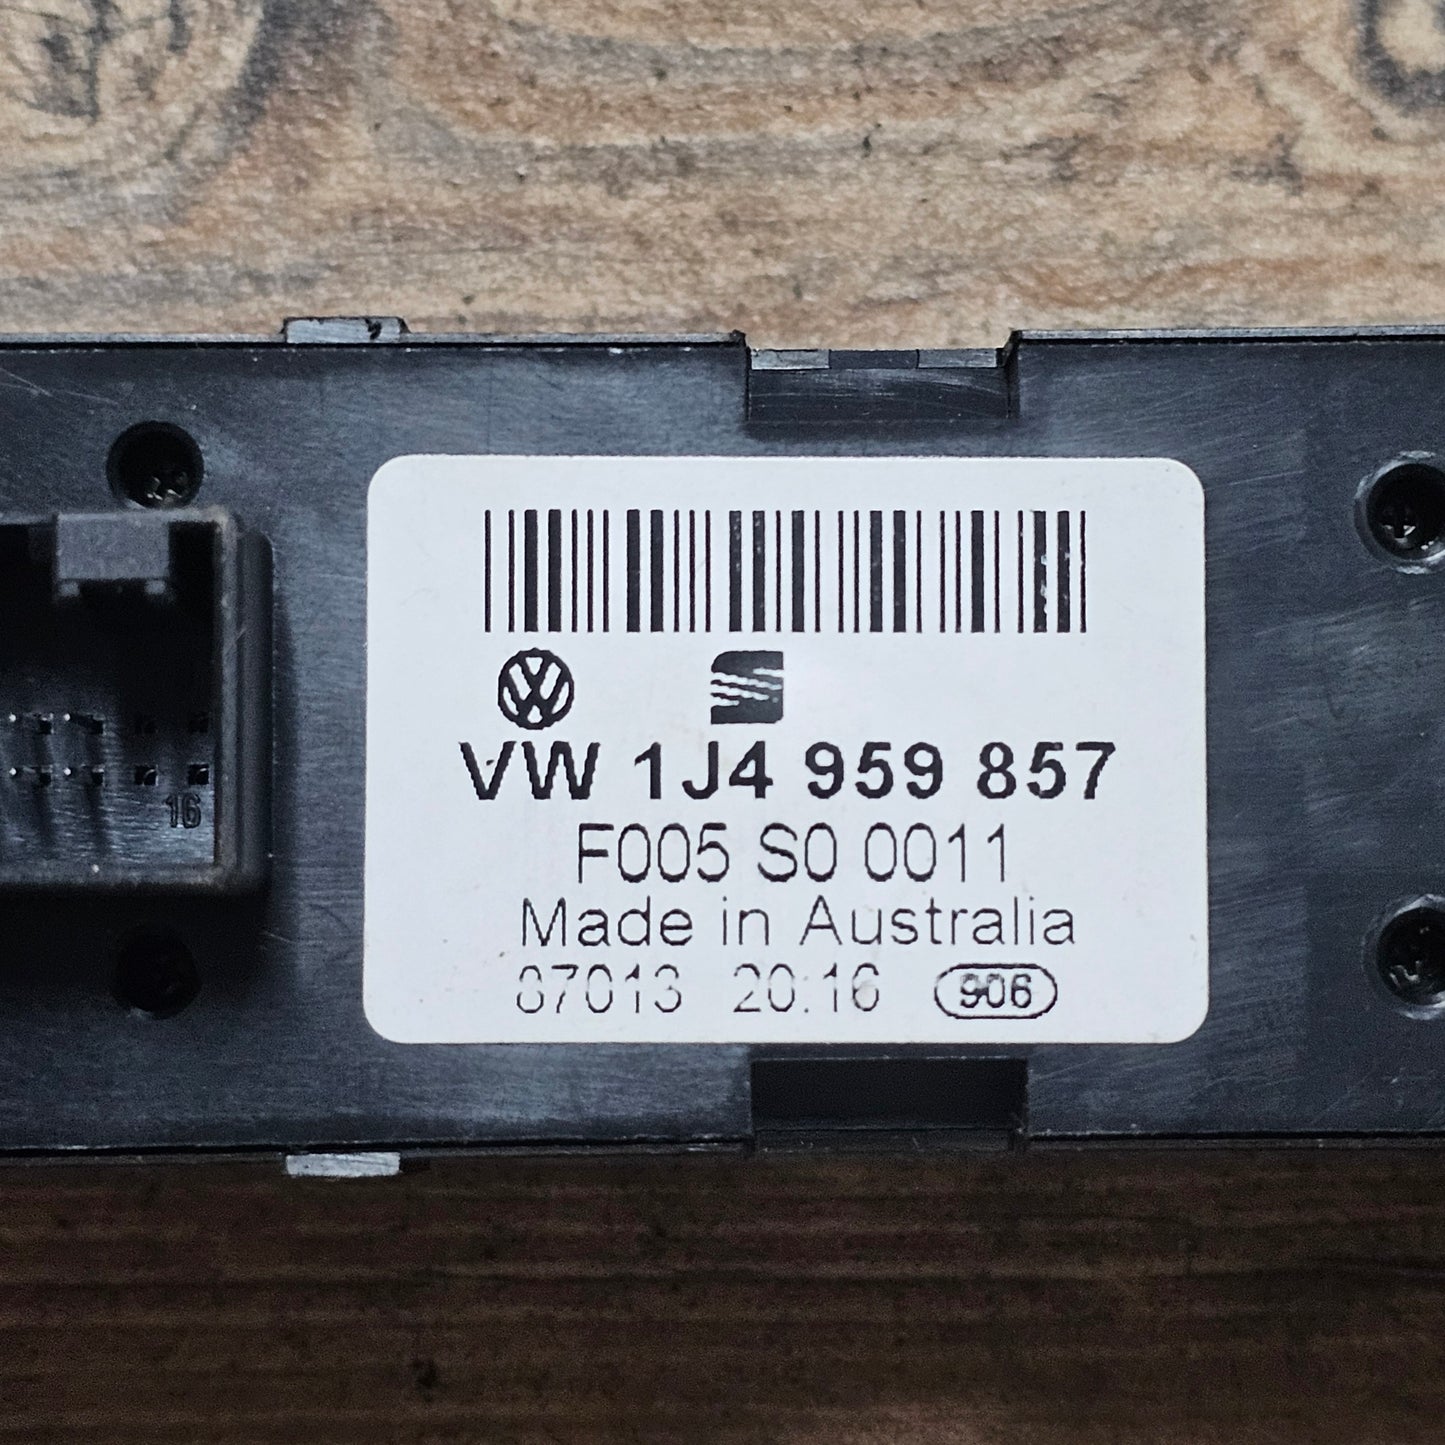 VW 1J4 959 857
F005 S0 0011
Made in Australia
87013 20:16 906
16